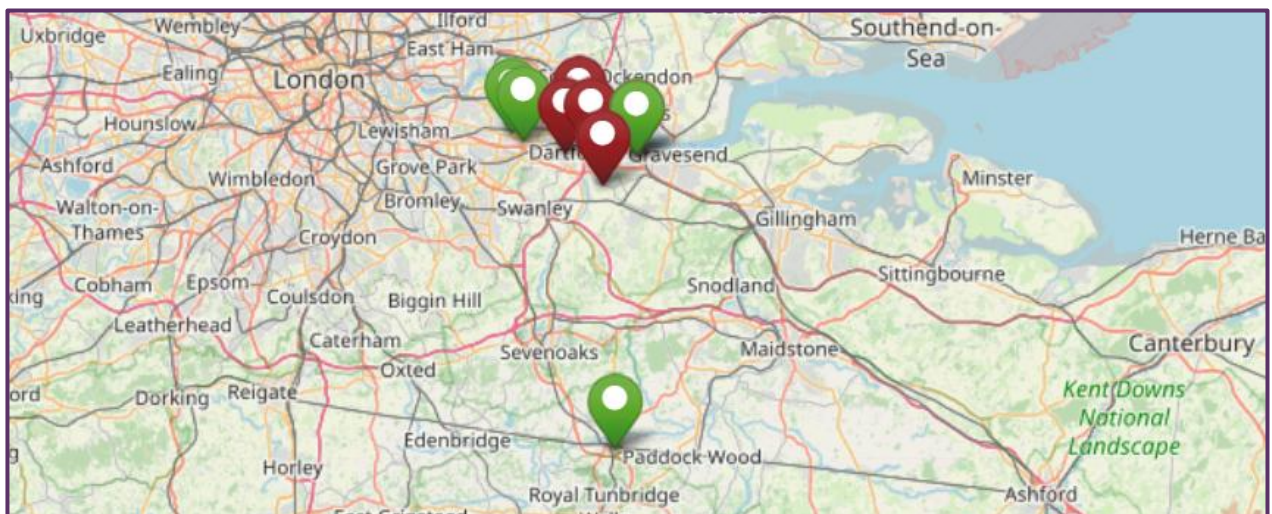 Wembley
Ilford
Southend-on-
Sea
Uxbridge
East Ham
Ealing
London
Ockendon
Hounslow
Lewisham
Ashford
Grove Park
Gravesend
Wimbledon
Bromley
Minster
Walton-on-
Thames
Swanley
Gillingham
Croydon
Herne Ba
Cobham
Epsom
Coulsdon
Biggin Hill
Snodland
Sittingbourne
king
Leatherhead
Caterham
Sevenoaks
Maidstone
Canterbury
Oxted
ord
Dorking
Reigate
Kent Downs
National
Landscape
Edenbridge
Paddock Wood
Horley
Royal Tunbridge
Ashford